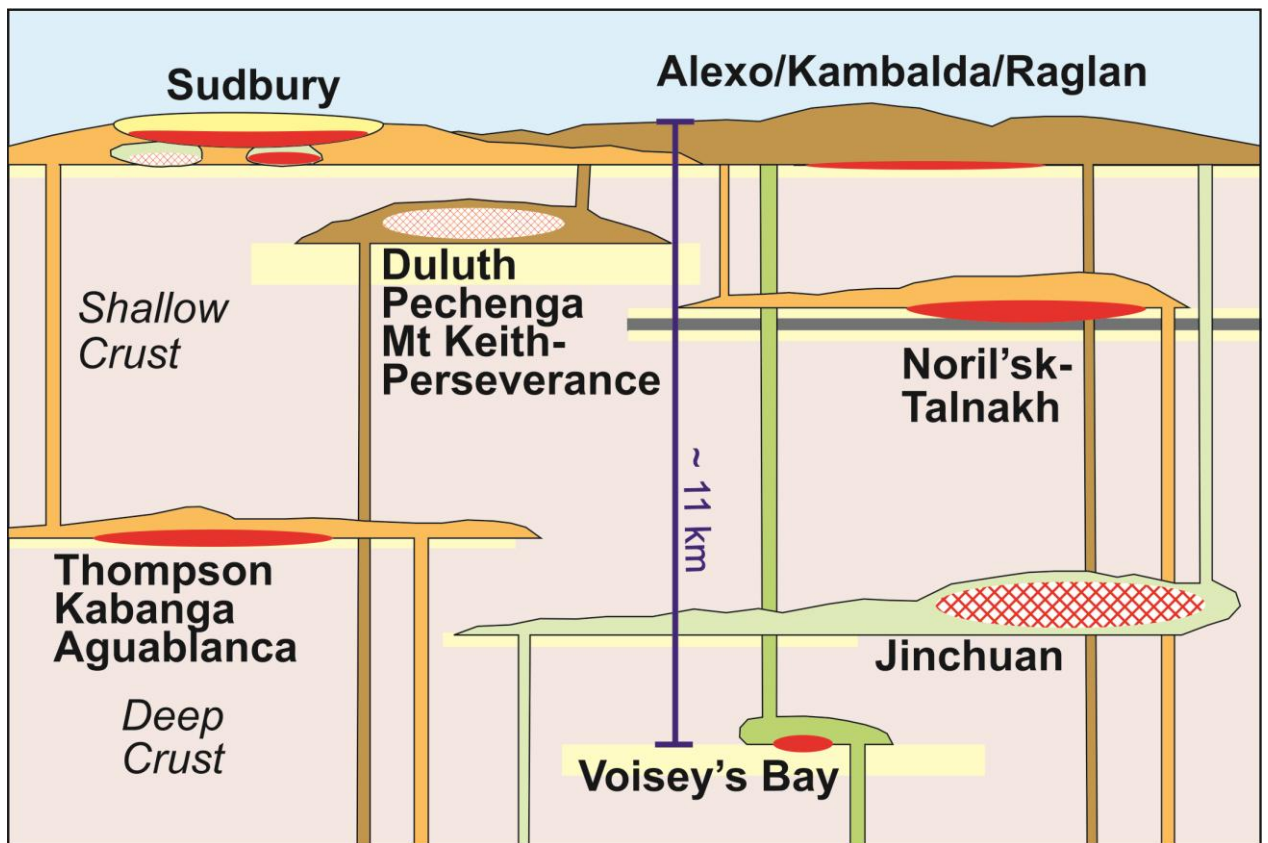 Sudbury
Alexo/Kambalda/Raglan
Shallow
Crust
Duluth
Pechenga
Mt Keith-
Perseverance
Noril’sk-
Talnakh
~ 11 km
Thompson
Kabanga
Aguablanca
Jinchuan
Deep
Crust
Voisey’s Bay